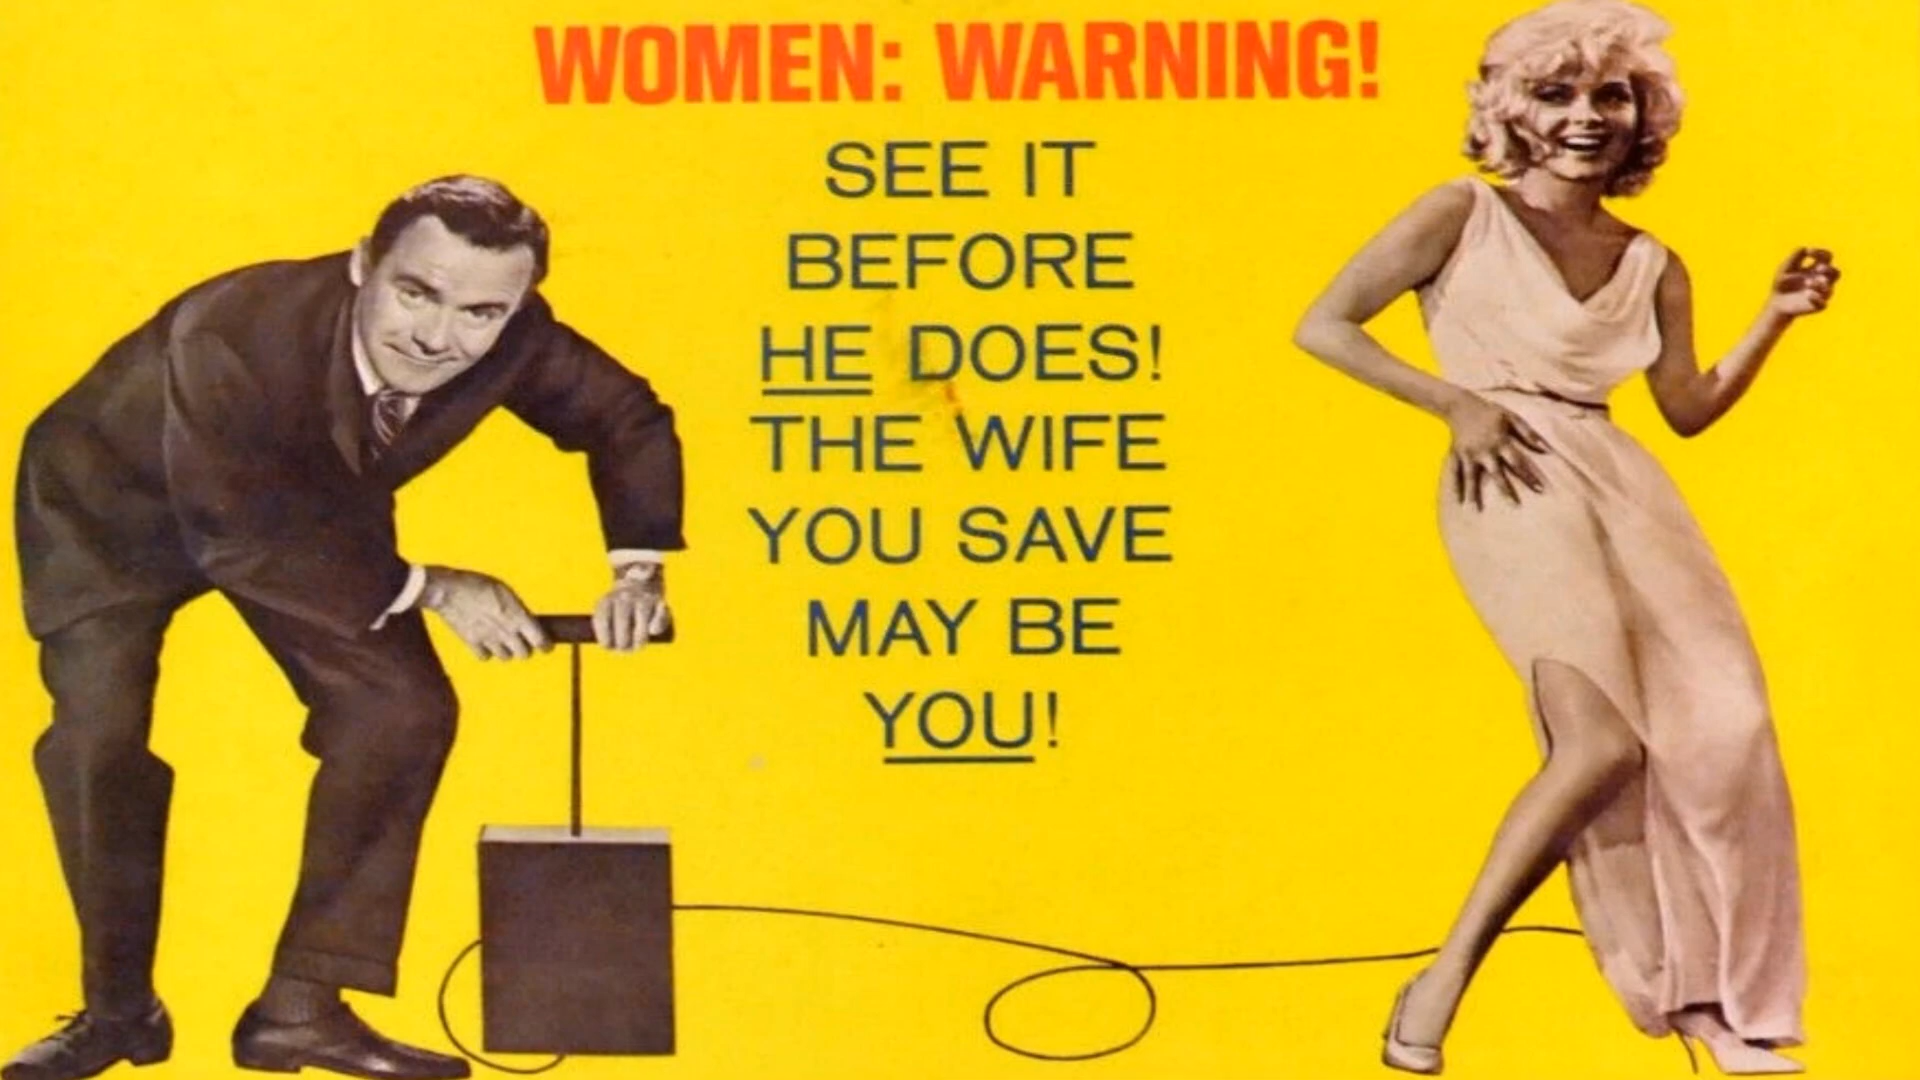 WOMEN: WARNING!
SEE IT
BEFORE
HE DOES!
THE WIFE
YOU SAVE
MAY BE
YOU!